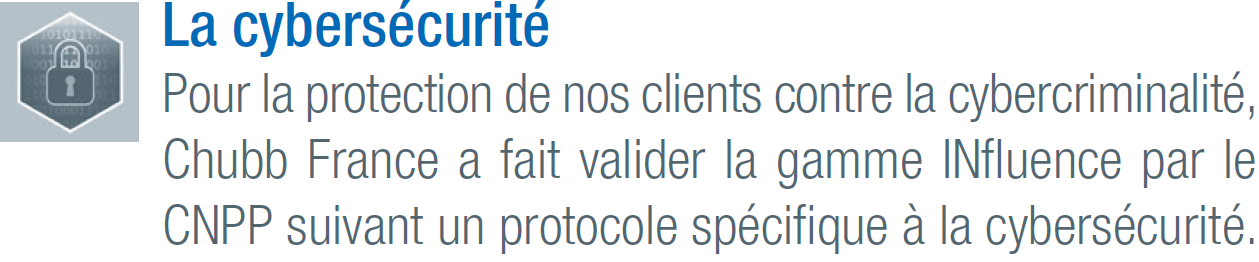 La cybersécurité
Pour la protection de nos clients contre la cybercriminalité,
Chubb France a fait valider la gamme INfluence par le
CNPP suivant un protocole spécifique à la cybersécurité.